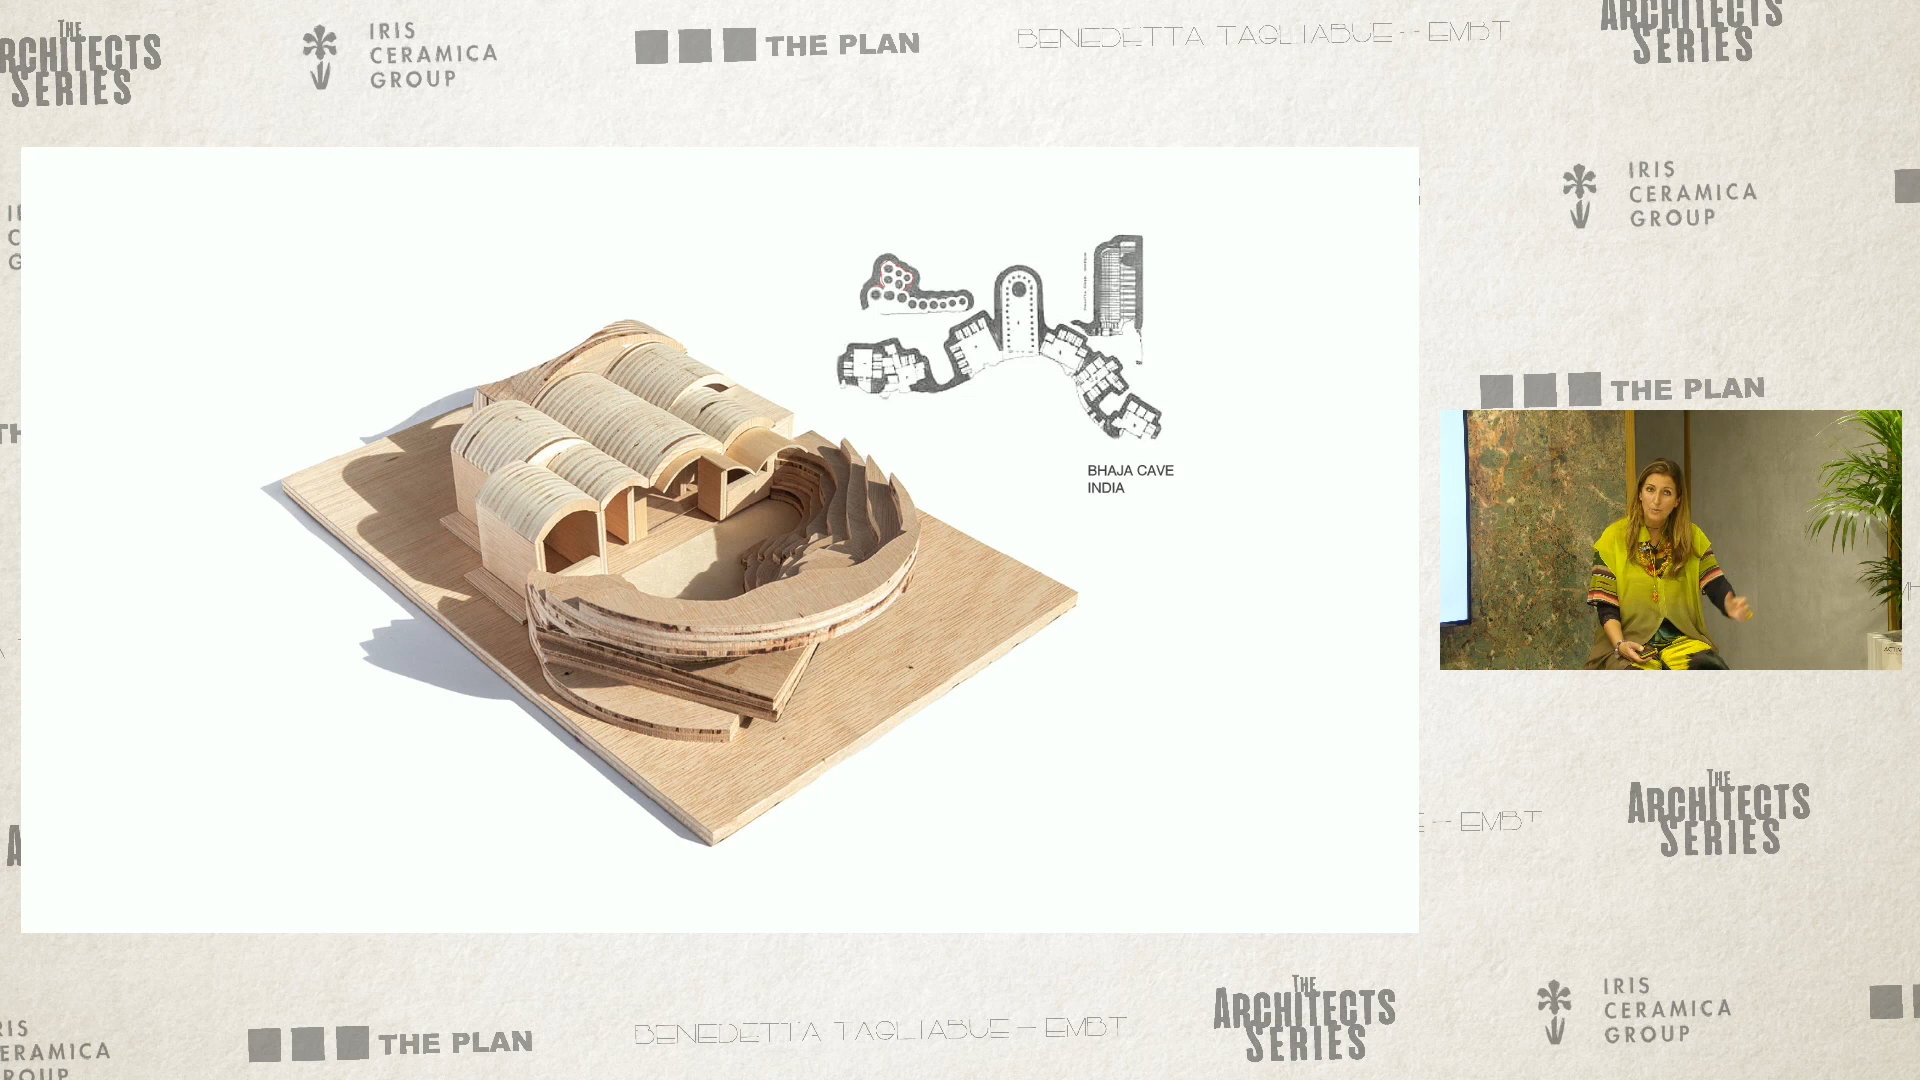 THE
ARCHITECTS
SERIES
IRIS
CERAMICA
GROUP
THE PLAN
BENEDETTA TAGLIABUE -- EMBT
ARCHITECTS
SERIES
IRIS
CERAMICA
GROUP
THE PLAN
BHAJA CAVE
INDIA
-- EMBT
THE
ARCHITECTS
SERIES
IRIS
CERAMICA
GROUP
THE PLAN
BENEDETTA TAGLIABUE -- EMBT
THE
ARCHITECTS
SERIES
IRIS
CERAMICA
GROUP